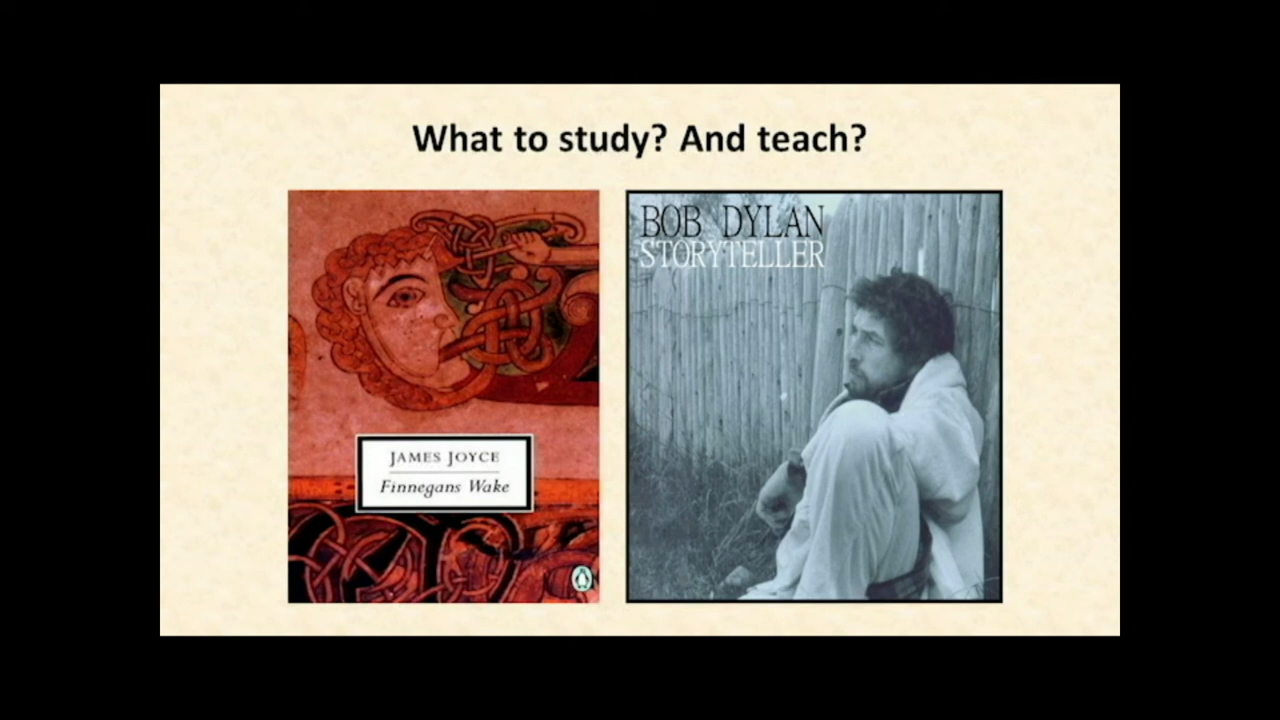 What to study? And teach?
JAMES JOYCE
Finnegans Wake
BOB DYLAN
STORYTELLER